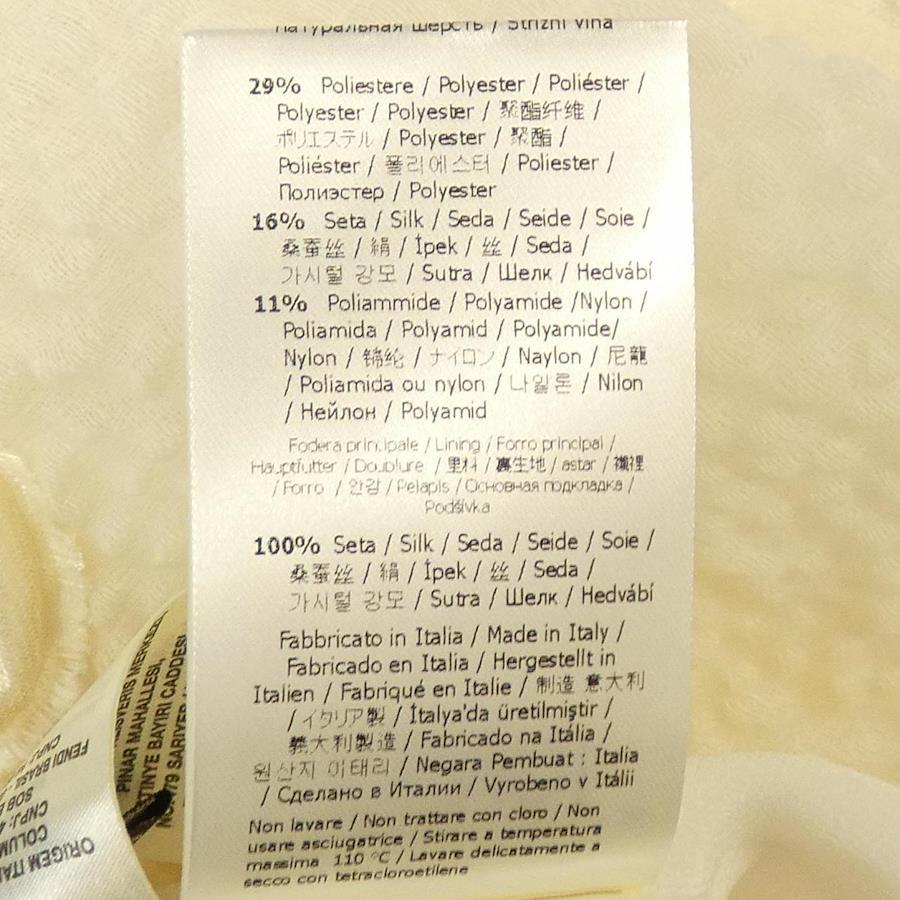 Натуральная шерсть / Strizni vlna
29% Poliestere / Polyester / Poliéster /
Polyester / Polyester / 聚酯纤维 /
ポリエステル / Polyester / 聚酯 /
Poliéster / 폴리에스터 / Poliester /
Полиэстер / Polyester
16% Seta / Silk / Seda / Seide / Soie /
桑蚕丝 / 絹 / İpek / 丝 / Seda /
가시털 강모 / Sutra / Шелк / Hedvábí
11% Poliammide / Polyamide /Nylon /
Poliamida / Polyamid / Polyamide/
Nylon / 锦纶 / ナイロン / Naylon / 尼龍
/ Poliamida ou nylon / 나일론 / Nilon
/ Нейлон / Polyamid
Fodera principale / Lining / Forro principal /
Hauptfutter / Doublure / 里料 / 裏生地 / astar / 襯裡
/ Forro / 안감 / Pelapis / Основная подкладка /
Podšívka
100% Seta / Silk / Seda / Seide / Soie /
桑蚕丝 / 絹 / İpek / 丝 / Seda /
가시털 강모 / Sutra / Шелк / Hedvábí
Fabbricato in Italia / Made in Italy /
Fabricado en Italia / Hergestellt in
Italien / Fabriqué en Italie / 制造 意大利
/ イタリア製 / İtalya'da üretilmiştir /
義大利製造 / Fabricado na Itália /
원산지 이태리 / Negara Pembuat : Italia
/ Сделано в Италии / Vyrobeno v Itálii
Non lavare / Non trattare con cloro / Non
usare asciugatrice / Stirare a temperatura
massima 110 °C / Lavare delicatamente a
secco con tetracloroetilene
MERKEZI
PINAR MAHALLESI,
BAYIRI CADDESI
SARIYER
FENDI BRASIL
CNPJ:
ORIGEM